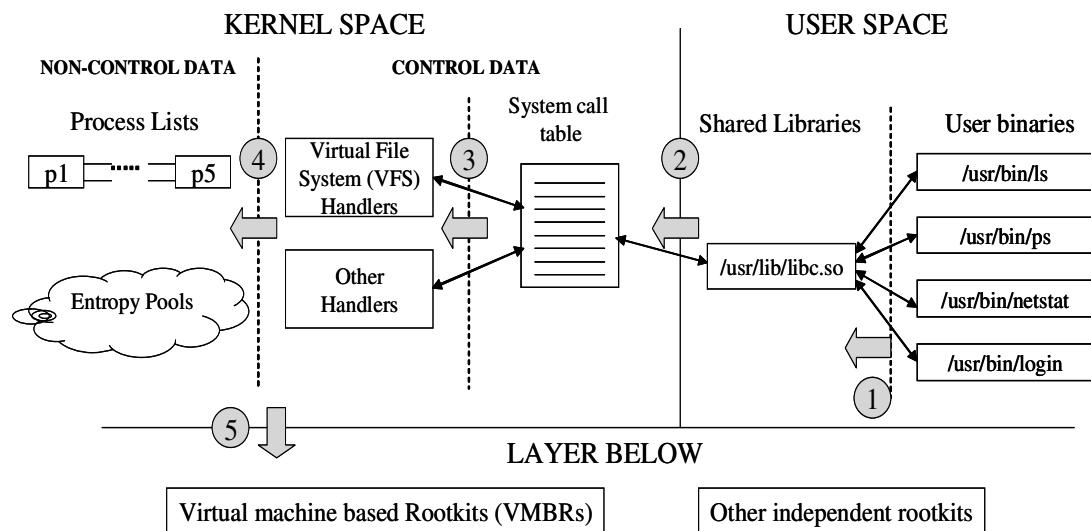 KERNEL SPACE
USER SPACE
NON-CONTROL DATA
CONTROL DATA
Process Lists
System call
table
Shared Libraries
User binaries
p1
p5
4
Virtual File
System (VFS)
Handlers
3
2
/usr/bin/ls
/usr/bin/ps
/usr/lib/libc.so
Other
Handlers
Entropy Pools
/usr/bin/netstat
/usr/bin/login
1
5
LAYER BELOW
Virtual machine based Rootkits (VMBRs)
Other independent rootkits